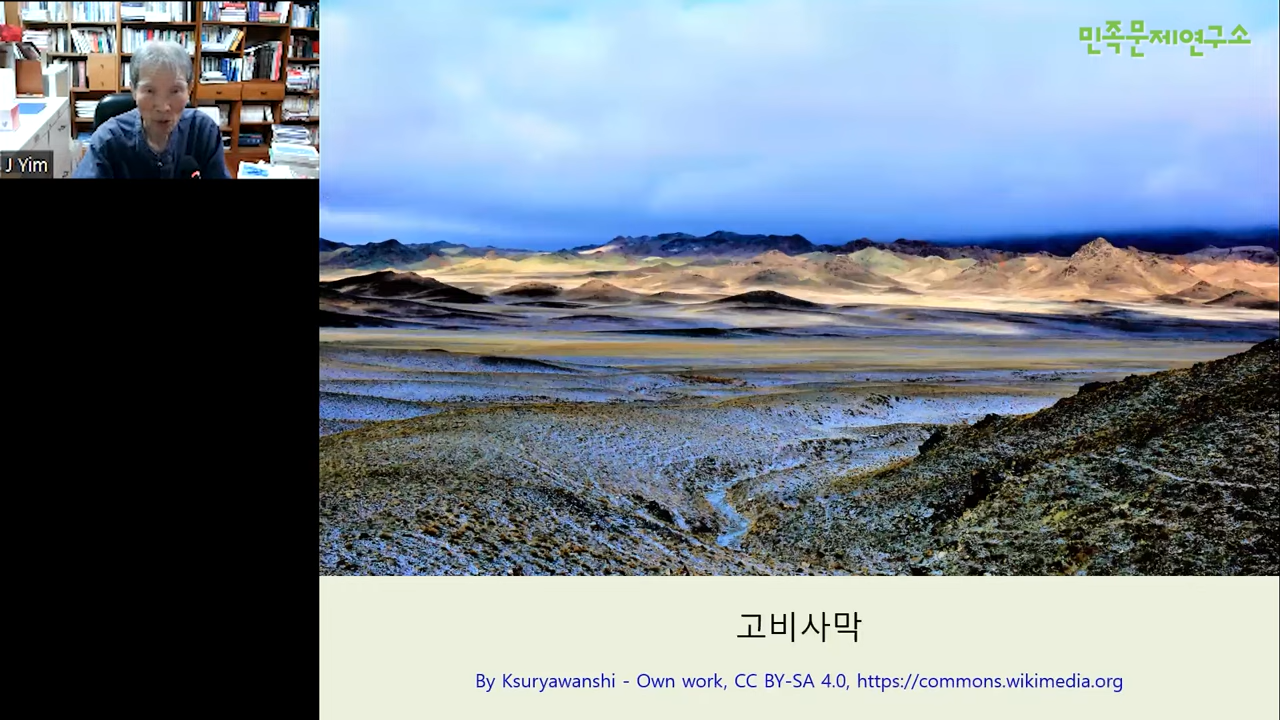 민족문제연구소
J Yim
고비사막
By Ksuryawanshi - Own work, CC BY-SA 4.0, https://commons.wikimedia.org